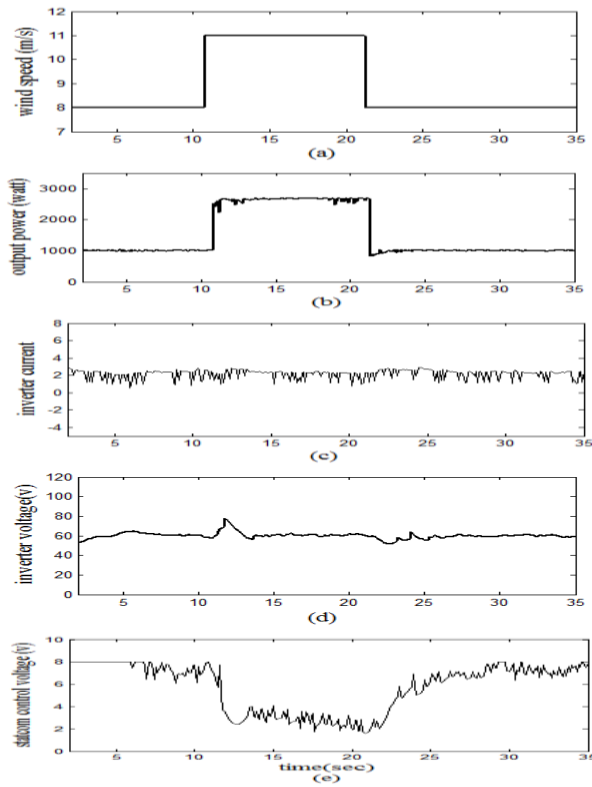 wind speed (m/s)
12
11
10
9
8
7
5 10 15 20 25 30 35
(a)
output power (watt)
3000
2000
1000
0
5 10 15 20 25 30 35
(b)
inverter current
8
6
4
2
0
-2
-4
5 10 15 20 25 30 35
(c)
inverter voltage(v)
120
100
80
60
40
20
0
5 10 15 20 25 30 35
(d)
statcom control voltage (v)
10
8
6
4
2
0
5 10 15 20 25 30 35
time(sec)
(e)